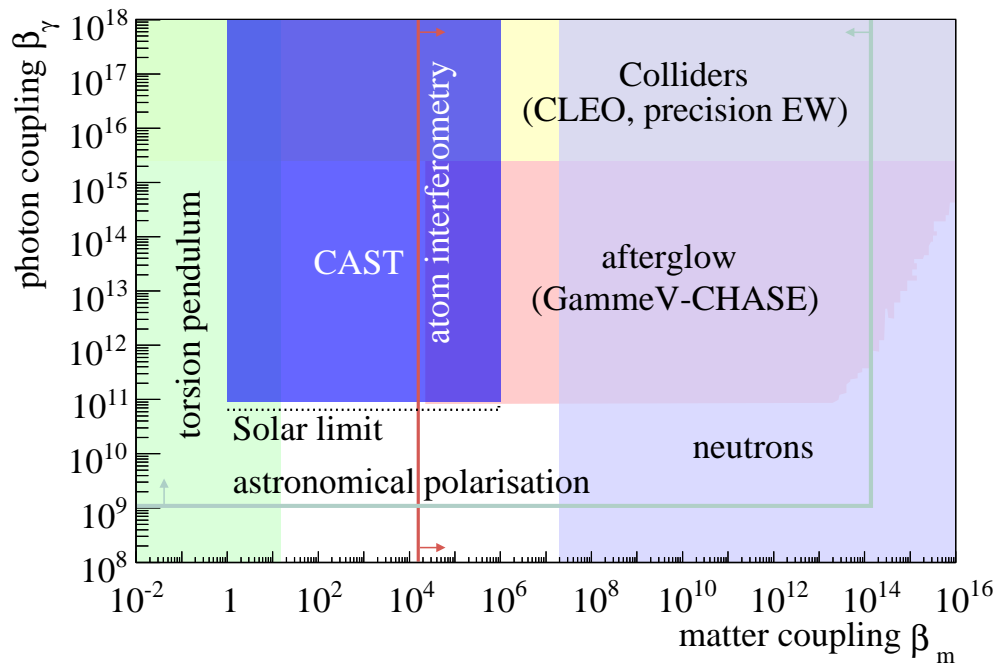 photon coupling βγ
10^18
10^17
10^16
10^15
10^14
10^13
10^12
10^11
10^10
10^9
10^8
Colliders
(CLEO, precision EW)
atom interferometry
torsion pendulum
CAST
afterglow
(GammeV-CHASE)
Solar limit
neutrons
astronomical polarisation
10^-2 1 10^2 10^4 10^6 10^8 10^10 10^12 10^14 10^16
matter coupling βm